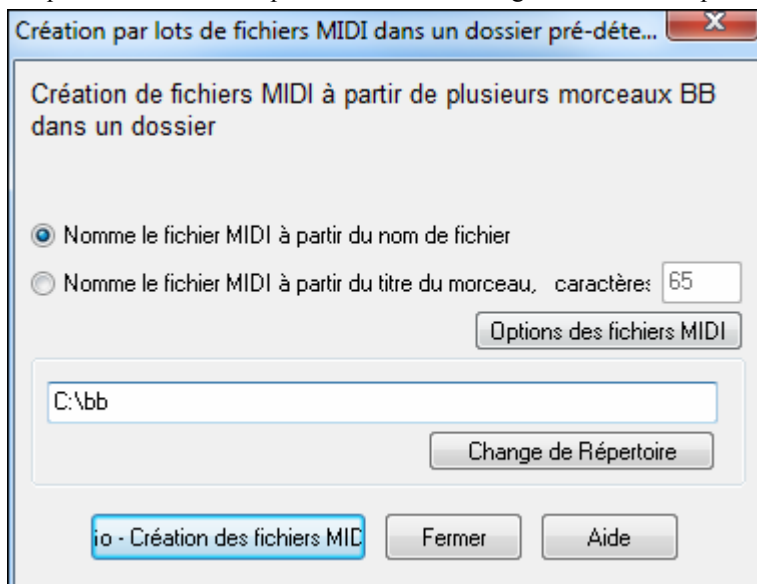 Création par lots de fichiers MIDI dans un dossier pré-déte...
Création de fichiers MIDI à partir de plusieurs morceaux BB
dans un dossier
Nomme le fichier MIDI à partir du nom de fichier
Nomme le fichier MIDI à partir du titre du morceau, caractère: 65
Options des fichiers MIDI
C:\bb
Change de Répertoire
io - Création des fichiers MID Fermer Aide